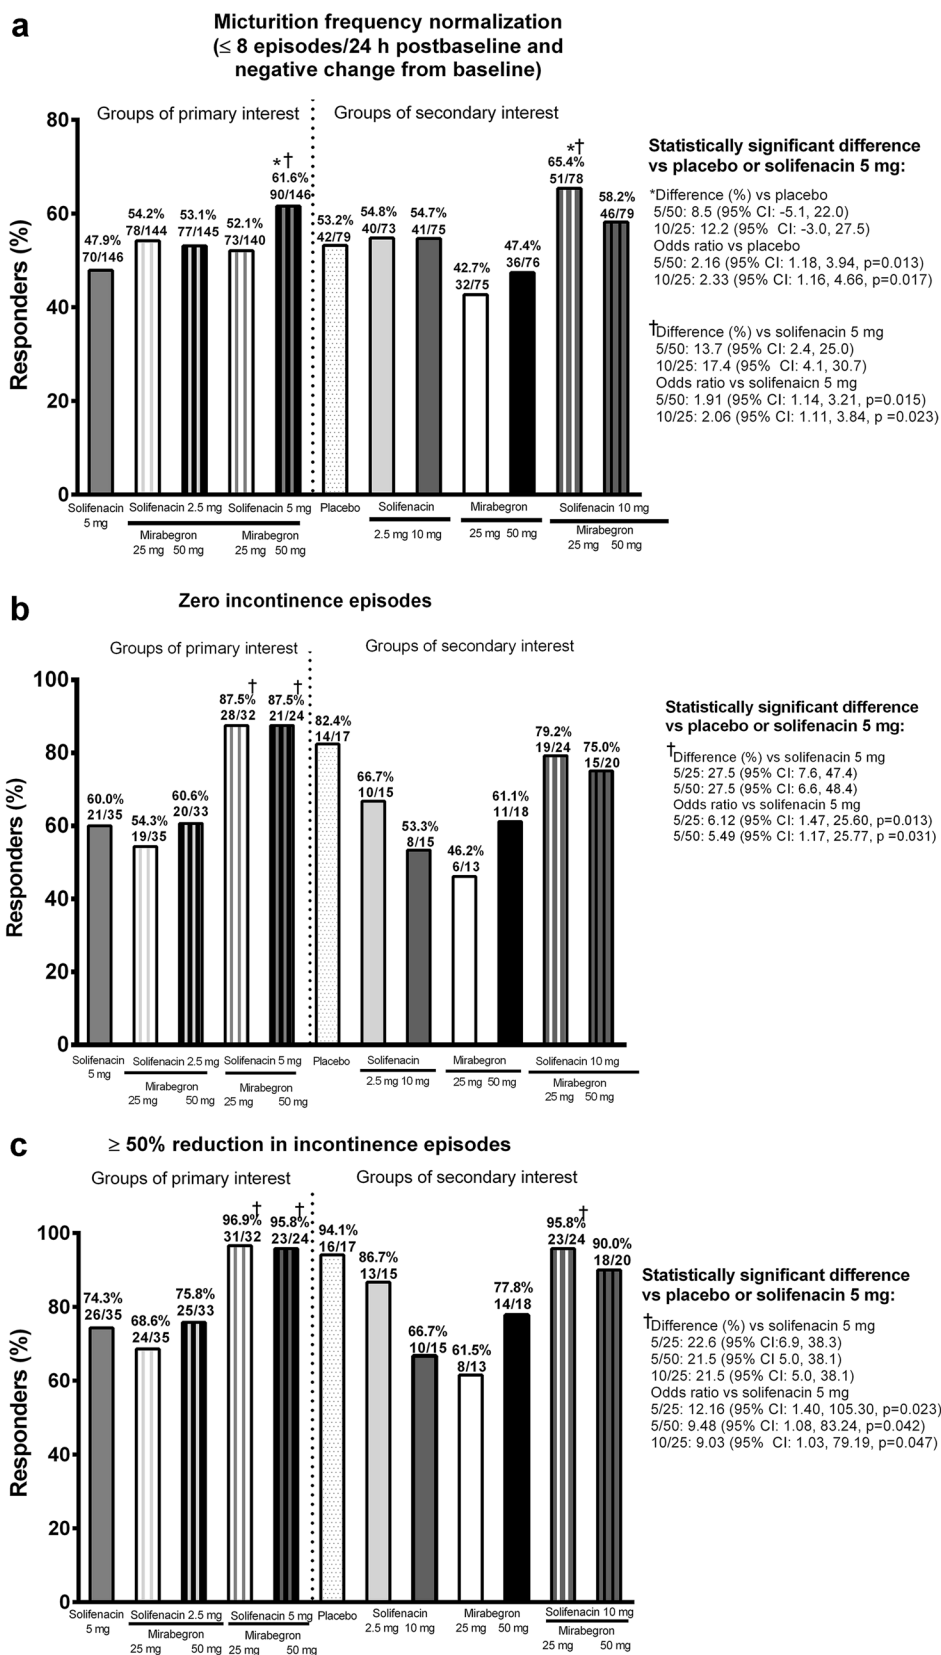 a
Micturition frequency normalization
(≤ 8 episodes/24 h postbaseline and
negative change from baseline)
Groups of primary interest
Groups of secondary interest
Responders (%)
80
60
40
20
0
47.9%
70/146
54.2%
78/144
53.1%
77/145
52.1%
73/140
*†
61.6%
90/146
53.2%
42/79
54.8%
40/73
54.7%
41/75
42.7%
32/75
47.4%
36/76
*†
65.4%
51/78
58.2%
46/79
Solifenacin
5 mg
Solifenacin 2.5 mg
Mirabegron
25 mg 50 mg
Solifenacin 5 mg
Mirabegron
25 mg 50 mg
Placebo
Solifenacin
2.5 mg 10 mg
Mirabegron
25 mg 50 mg
Solifenacin 10 mg
Mirabegron
25 mg 50 mg
Statistically significant difference
vs placebo or solifenacin 5 mg:
*Difference (%) vs placebo
5/50: 8.5 (95% CI: -5.1, 22.0)
10/25: 12.2 (95% CI: -3.0, 27.5)
Odds ratio vs placebo
5/50: 2.16 (95% CI: 1.18, 3.94, p=0.013)
10/25: 2.33 (95% CI: 1.16, 4.66, p=0.017)
†Difference (%) vs solifenacin 5 mg
5/50: 13.7 (95% CI: 2.4, 25.0)
10/25: 17.4 (95% CI: 4.1, 30.7)
Odds ratio vs solifenaicn 5 mg
5/50: 1.91 (95% CI: 1.14, 3.21, p=0.015)
10/25: 2.06 (95% CI: 1.11, 3.84, p =0.023)
b
Zero incontinence episodes
Groups of primary interest
Groups of secondary interest
Responders (%)
100
80
60
40
20
0
60.0%
21/35
54.3%
19/35
60.6%
20/33
†
87.5%
28/32
†
87.5%
21/24
82.4%
14/17
66.7%
10/15
53.3%
8/15
46.2%
6/13
61.1%
11/18
79.2%
19/24
75.0%
15/20
Solifenacin
5 mg
Solifenacin 2.5 mg
Mirabegron
25 mg 50 mg
Solifenacin 5 mg
Mirabegron
25 mg 50 mg
Placebo
Solifenacin
2.5 mg 10 mg
Mirabegron
25 mg 50 mg
Solifenacin 10 mg
Mirabegron
25 mg 50 mg
Statistically significant difference
vs placebo or solifenacin 5 mg:
†Difference (%) vs solifenacin 5 mg
5/25: 27.5 (95% CI: 7.6, 47.4)
5/50: 27.5 (95% CI: 6.6, 48.4)
Odds ratio vs solifenacin 5 mg
5/25: 6.12 (95% CI: 1.47, 25.60, p=0.013)
5/50: 5.49 (95% CI: 1.17, 25.77, p =0.031)
c
≥ 50% reduction in incontinence episodes
Groups of primary interest
Groups of secondary interest
Responders (%)
100
80
60
40
20
0
74.3%
26/35
68.6%
24/35
75.8%
25/33
†
96.9%
31/32
†
95.8%
23/24
94.1%
16/17
86.7%
13/15
66.7%
10/15
61.5%
8/13
77.8%
14/18
†
95.8%
23/24
90.0%
18/20
Solifenacin
5 mg
Solifenacin 2.5 mg
Mirabegron
25 mg 50 mg
Solifenacin 5 mg
Mirabegron
25 mg 50 mg
Placebo
Solifenacin
2.5 mg 10 mg
Mirabegron
25 mg 50 mg
Solifenacin 10 mg
Mirabegron
25 mg 50 mg
Statistically significant difference
vs placebo or solifenacin 5 mg:
†Difference (%) vs solifenacin 5 mg
5/25: 22.6 (95% CI:6.9, 38.3)
5/50: 21.5 (95% CI 5.0, 38.1)
10/25: 21.5 (95% CI: 5.0, 38.1)
Odds ratio vs solifenacin 5 mg
5/25: 12.16 (95% CI: 1.40, 105.30, p=0.023)
5/50: 9.48 (95% CI: 1.08, 83.24, p=0.042)
10/25: 9.03 (95% CI: 1.03, 79.19, p=0.047)